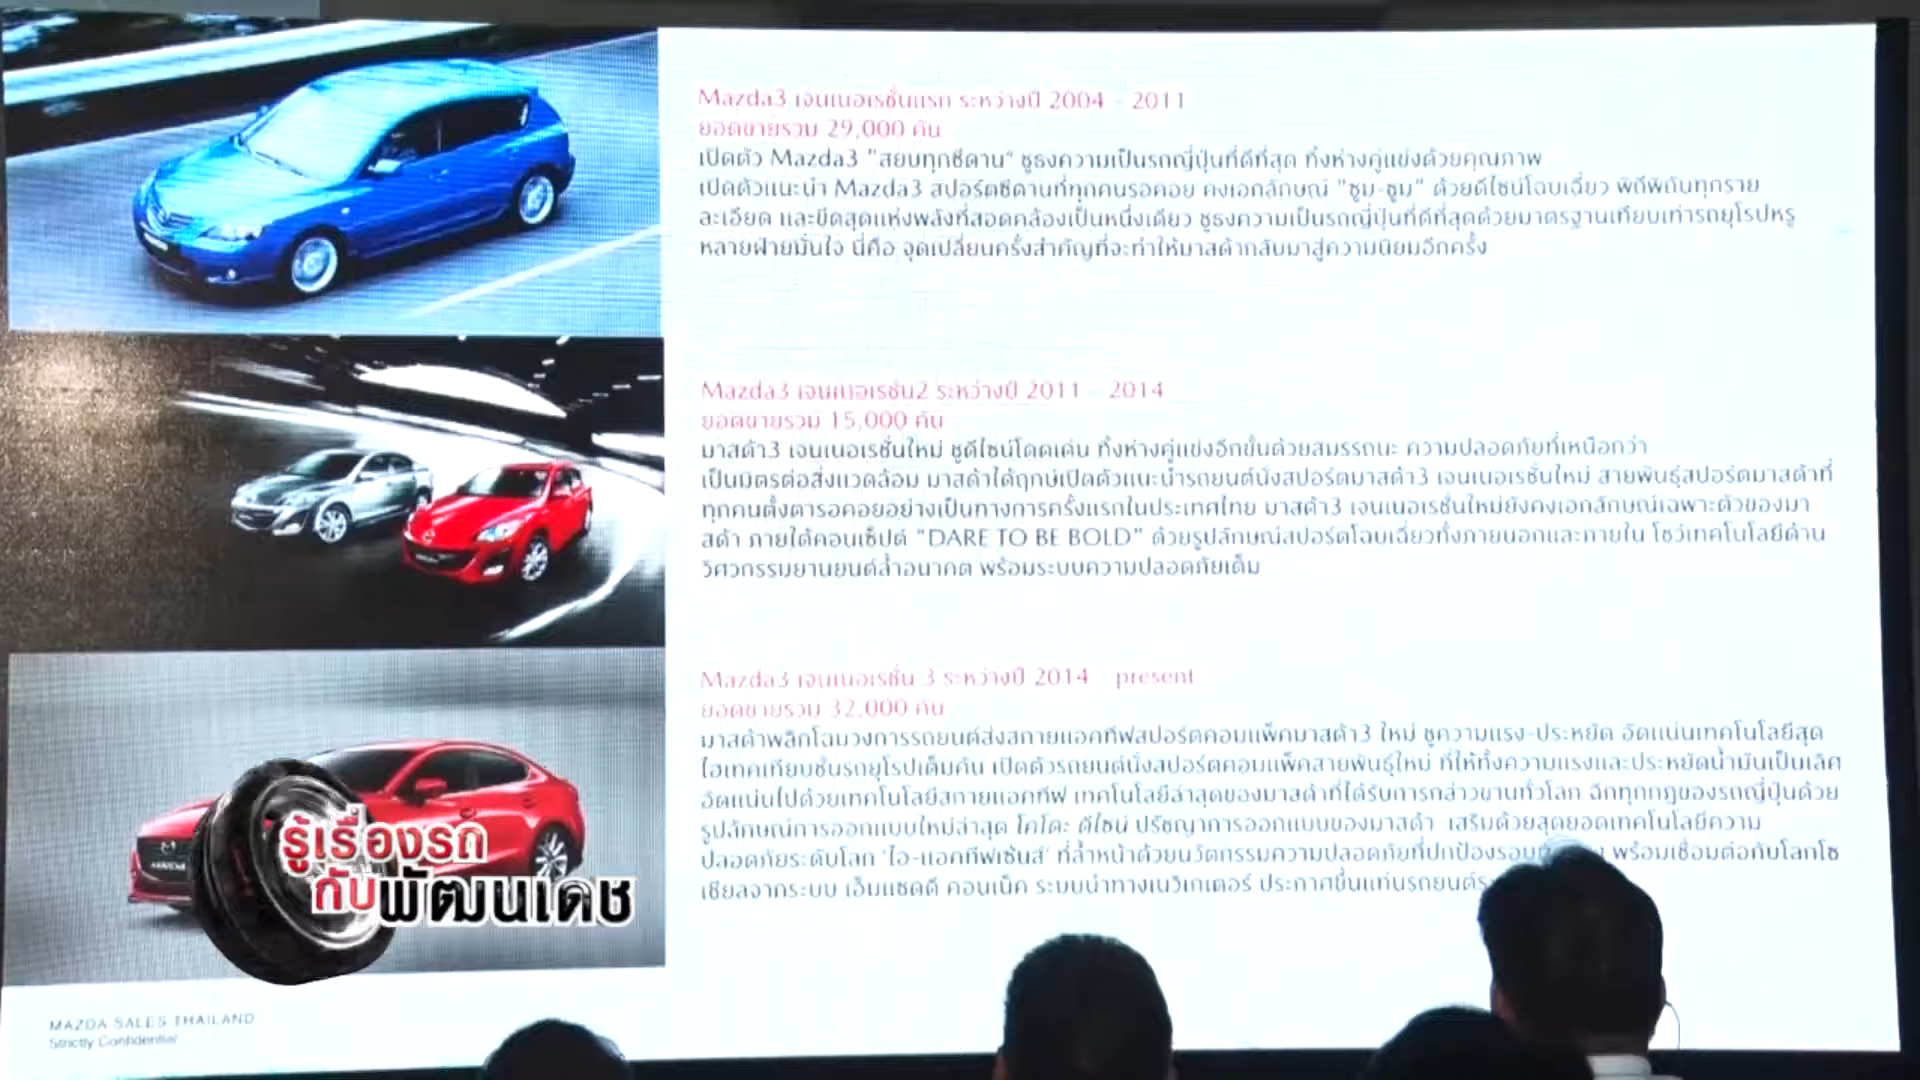 Mazda3 เจนเนอเรชั่นแรก ระหว่างปี 2004 - 2011
ยอดขายรวม 29,000 คัน
เปิดตัว Mazda3 "สยบทุกซีดาน" ชูธงความเป็นรถญี่ปุ่นที่ดีที่สุด ทิ้งห่างคู่แข่งด้วยคุณภาพ
เปิดตัวแนะนำ Mazda3 สปอร์ตซีดานที่ทุกคนรอคอย คงเอกลักษณ์ "ซูม-ซูม" ด้วยดีไซน์โฉบเฉี่ยว พิถีพิถันทุกราย
ละเอียด และขีดสุดแห่งพลังที่สอดคล้องเป็นหนึ่งเดียว ชูธงความเป็นรถญี่ปุ่นที่ดีที่สุดด้วยมาตรฐานเทียบเท่ารถยุโรปหรู
หลายฝ่ายมั่นใจ นี่คือ จุดเปลี่ยนครั้งสำคัญที่จะทำให้มาสด้ากลับมาสู่ความนิยมอีกครั้ง
Mazda3 เจนเนอเรชั่น2 ระหว่างปี 2011 - 2014
ยอดขายรวม 15,000 คัน
มาสด้า3 เจนเนอเรชั่นใหม่ ชูดีไซน์โดดเด่น ทิ้งห่างคู่แข่งอีกขั้นด้วยสมรรถนะ ความปลอดภัยที่เหนือกว่า
เป็นมิตรต่อสิ่งแวดล้อม มาสด้าได้ฤกษ์เปิดตัวแนะนำรถยนต์นั่งสปอร์ตมาสด้า3 เจนเนอเรชั่นใหม่ สายพันธุ์สปอร์ตมาสด้าที่
ทุกคนตั้งตารอคอยอย่างเป็นทางการครั้งแรกในประเทศไทย มาสด้า3 เจนเนอเรชั่นใหม่ยังคงเอกลักษณ์เฉพาะตัวของมา
สด้า ภายใต้คอนเซ็ปต์ "DARE TO BE BOLD" ด้วยรูปลักษณ์สปอร์ตโฉบเฉี่ยวทั้งภายนอกและภายใน โชว์เทคโนโลยีด้าน
วิศวกรรมยานยนต์ล้ำอนาคต พร้อมระบบความปลอดภัยเต็ม
Mazda3 เจนเนอเรชั่น 3 ระหว่างปี 2014 - present
ยอดขายรวม 32,000 คัน
มาสด้าพลิกโฉมวงการรถยนต์ส่งสกายแอคทีฟสปอร์ตคอมแพ็คมาสด้า3 ใหม่ ชูความแรง-ประหยัด อัดแน่นเทคโนโลยีสุด
ไฮเทคเทียบชั้นรถยุโรปเต็มคัน เปิดตัวรถยนต์นั่งสปอร์ตคอมแพ็คสายพันธุ์ใหม่ ที่ให้ทั้งความแรงและประหยัดน้ำมันเป็นเลิศ
อัดแน่นไปด้วยเทคโนโลยีสกายแอคทีฟ เทคโนโลยีล่าสุดของมาสด้าที่ได้รับการกล่าวขานทั่วโลก ฉีกทุกกฎของรถญี่ปุ่นด้วย
รูปลักษณ์การออกแบบใหม่ล่าสุด โคโดะ ดีไซน์ ปรัชญาการออกแบบของมาสด้า เสริมด้วยสุดยอดเทคโนโลยีความ
ปลอดภัยระดับโลก 'ไอ-แอคทีฟเซ้นส์' ที่ล้ำหน้าด้วยนวัตกรรมความปลอดภัยที่ปกป้องรอบ พร้อมเชื่อมต่อกับโลกโซ
เชียลจากระบบ เอ็มแซดดี คอนเน็ค ระบบนำทางเนวิเกเตอร์ ประกาศขึ้นแท่นรถยนต์
รู้เรื่องรถ
กับพัฒนเดช
MAZDA SALES THAILAND
Strictly Confidential